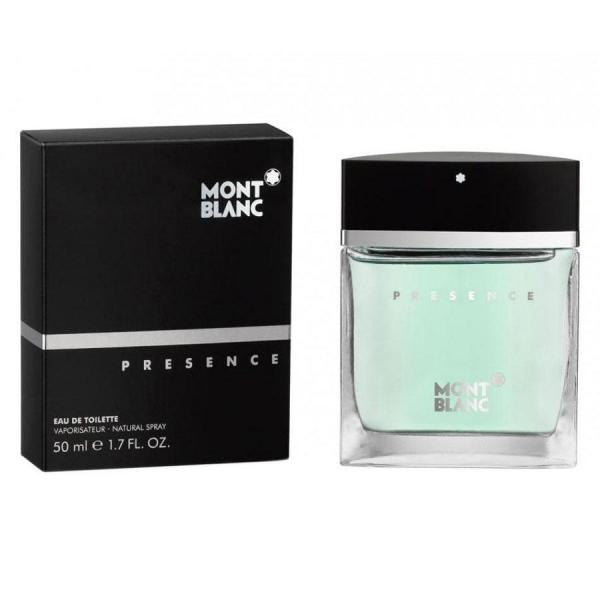 MONT
BLANC
PRESENCE
EAU DE TOILETTE
VAPORISATEUR - NATURAL SPRAY
50 ml e 1.7 FL. OZ.
PRESENCE
MONT
BLANC